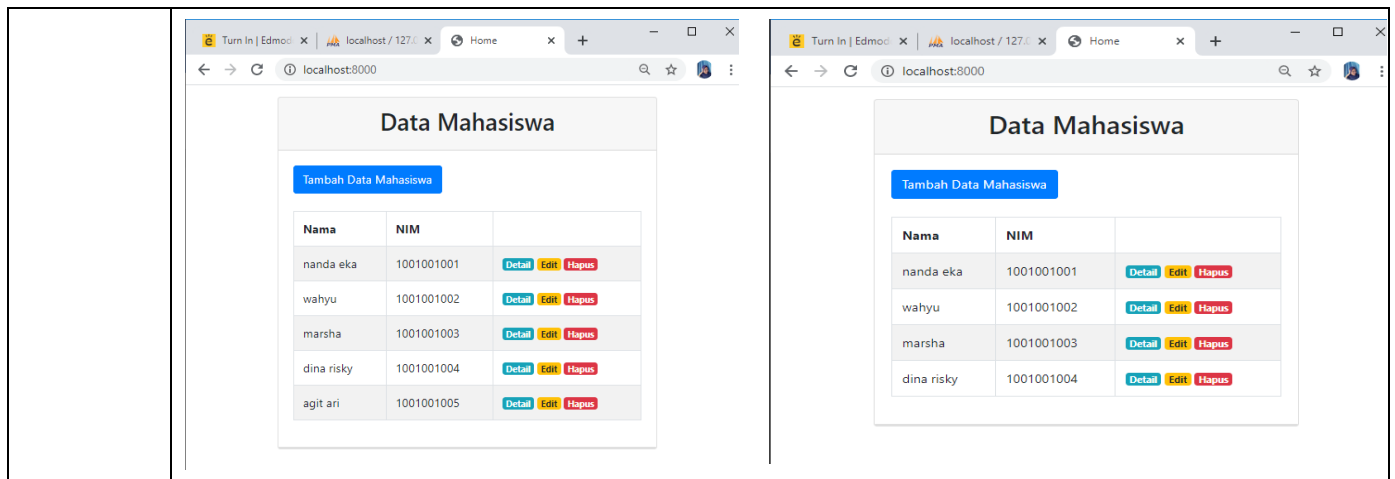 Turn In | Edmod
localhost / 127.
Home
localhost:8000
Data Mahasiswa
Tambah Data Mahasiswa
Nama NIM
nanda eka 1001001001 Detail Edit Hapus
wahyu 1001001002 Detail Edit Hapus
marsha 1001001003 Detail Edit Hapus
dina risky 1001001004 Detail Edit Hapus
agit ari 1001001005 Detail Edit Hapus
Turn In | Edmod
localhost / 127.
Home
localhost:8000
Data Mahasiswa
Tambah Data Mahasiswa
Nama NIM
nanda eka 1001001001 Detail Edit Hapus
wahyu 1001001002 Detail Edit Hapus
marsha 1001001003 Detail Edit Hapus
dina risky 1001001004 Detail Edit Hapus